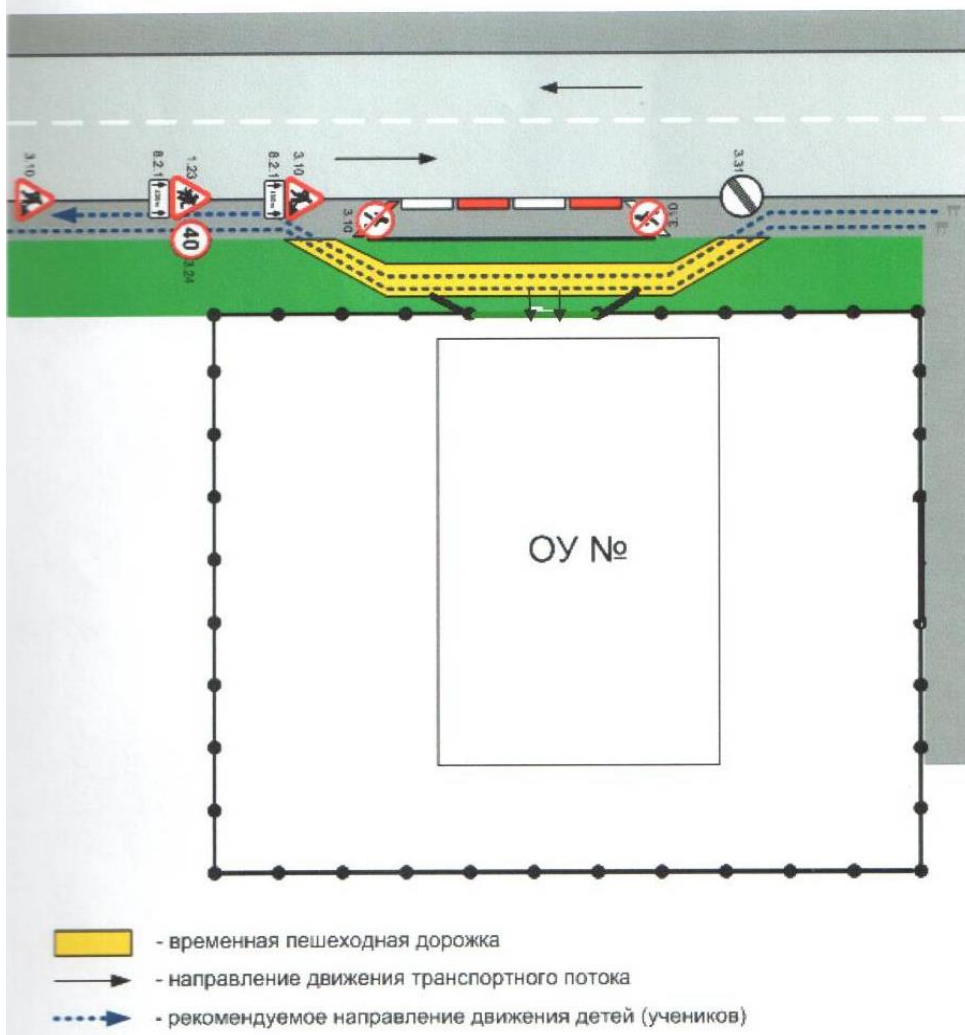 3.10
8.2.1
1.23
8.2.1
3.10
3.10
3.10
3.31
40
3.24
ОУ №
- временная пешеходная дорожка
- направление движения транспортного потока
- рекомендуемое направление движения детей (учеников)